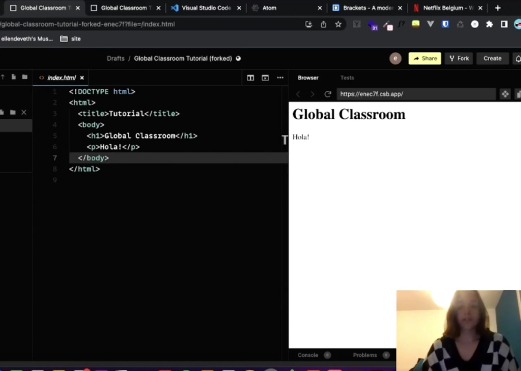 Global Classroom T
Global Classroom T
Visual Studio Code
Atom
Brackets - A moder
Netflix Belgium - W
/global-classroom-tutorial-forked-enec7f?file=/index.html
ellendeveth's Mus...
site
Drafts / Global Classroom Tutorial (forked)
e
Share
Fork
Create
index.html
Browser
Tests
https://enec7f.csb.app/
1 <!DOCTYPE html>
2 <html>
3 <title>Tutorial</title>
4 <body>
5 <h1>Global Classroom</h1>
6 <p>Hola!</p>
7 </body>
8 </html>
9
T
Global Classroom
Hola!
Console 0
Problems 0